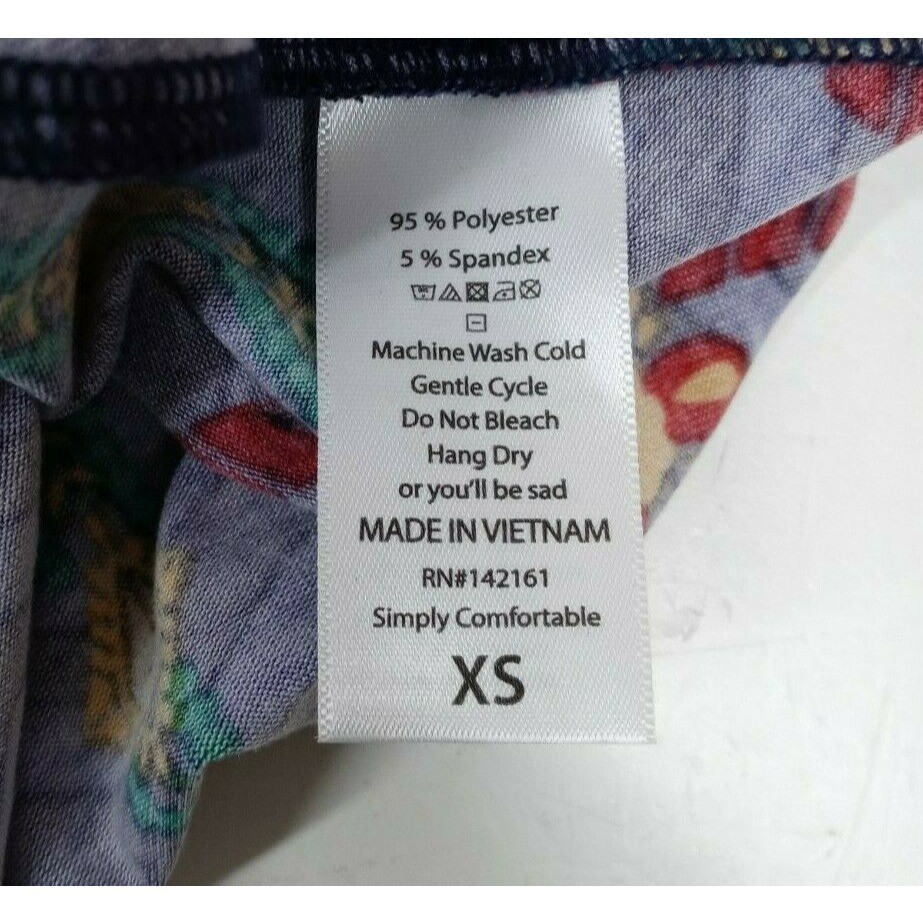 95 % Polyester
5 % Spandex
Machine Wash Cold
Gentle Cycle
Do Not Bleach
Hang Dry
or you'll be sad
MADE IN VIETNAM
RN#142161
Simply Comfortable
XS